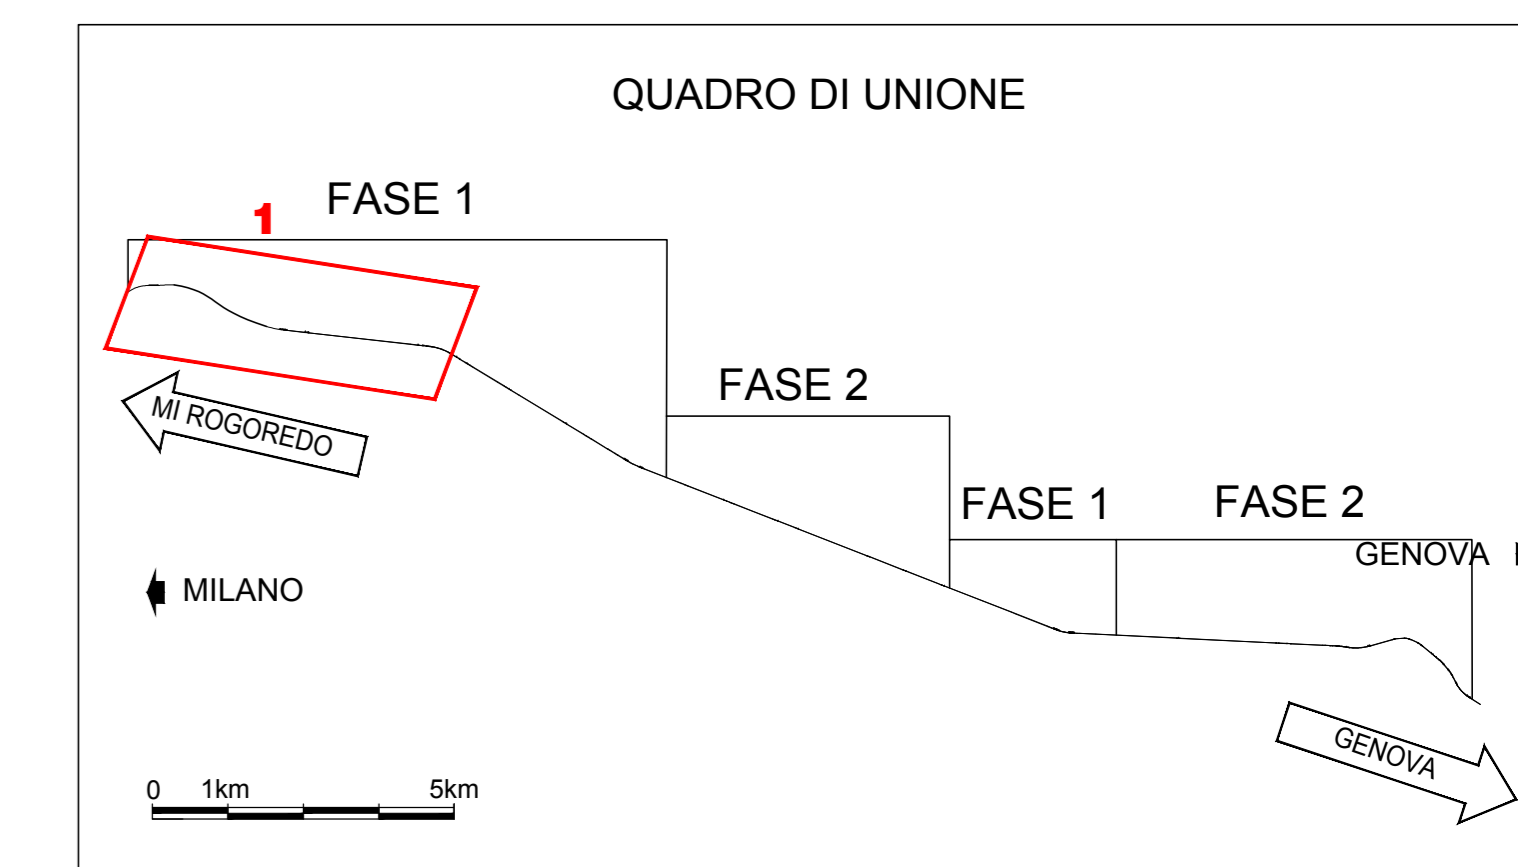 QUADRO DI UNIONE
FASE 1
1
FASE 2
MI ROGOREDO
FASE 1
FASE 2
GENOVA
MILANO
GENOVA
0 1km 5km